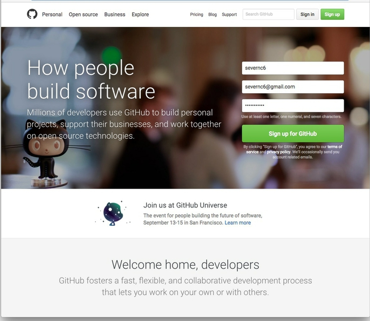 Personal Open source Business Explore Pricing Blog Support Search GitHub Sign in Sign up
How people
build software
Millions of developers use GitHub to build personal
projects, support their businesses, and work together
on open source technologies.
severnc6
severnc6@gmail.com
••••••••••
Use at least one letter, one numeral, and seven characters.
Sign up for GitHub
By clicking "Sign up for GitHub", you agree to our terms of
service and privacy policy. We'll occasionally send you
account related emails.
Join us at GitHub Universe
The event for people building the future of software,
September 13-15 in San Francisco. Learn more
Welcome home, developers
GitHub fosters a fast, flexible, and collaborative development process
that lets you work on your own or with others.